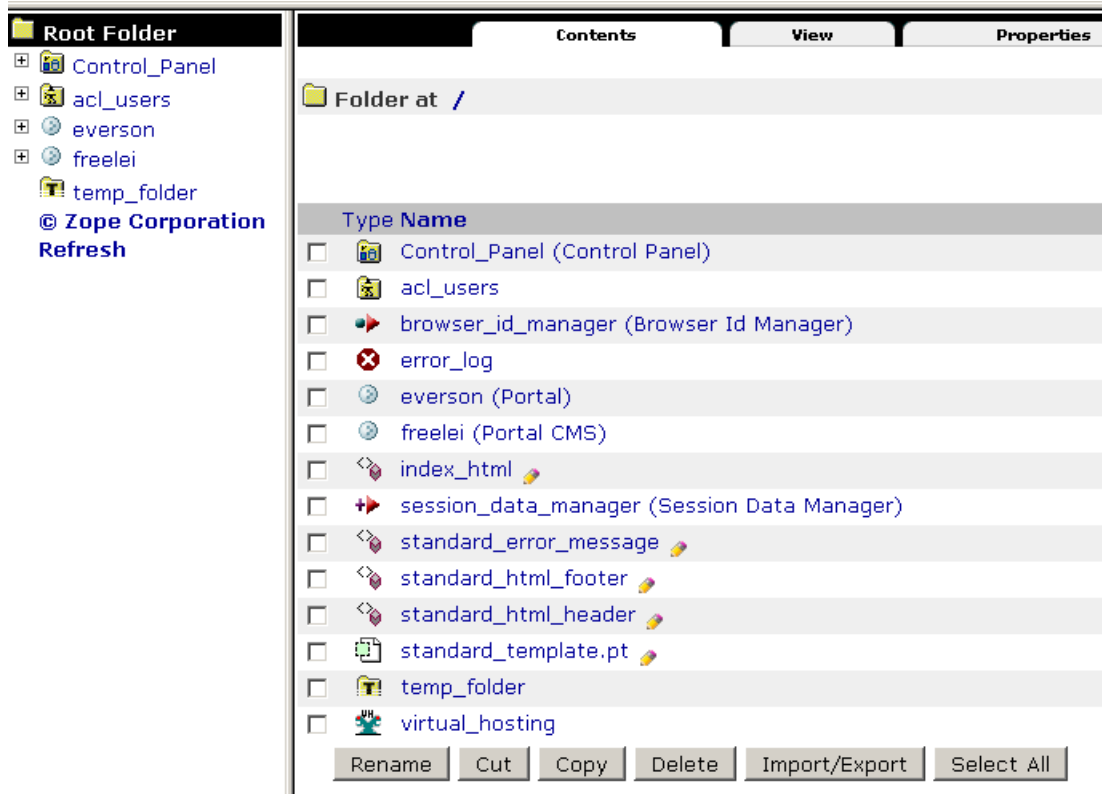 Root Folder
Control_Panel
acl_users
everson
freelei
temp_folder
© Zope Corporation
Refresh
Contents View Properties
Folder at /
Type Name
Control_Panel (Control Panel)
acl_users
browser_id_manager (Browser Id Manager)
error_log
everson (Portal)
freelei (Portal CMS)
index_html
session_data_manager (Session Data Manager)
standard_error_message
standard_html_footer
standard_html_header
standard_template.pt
temp_folder
virtual_hosting
Rename Cut Copy Delete Import/Export Select All